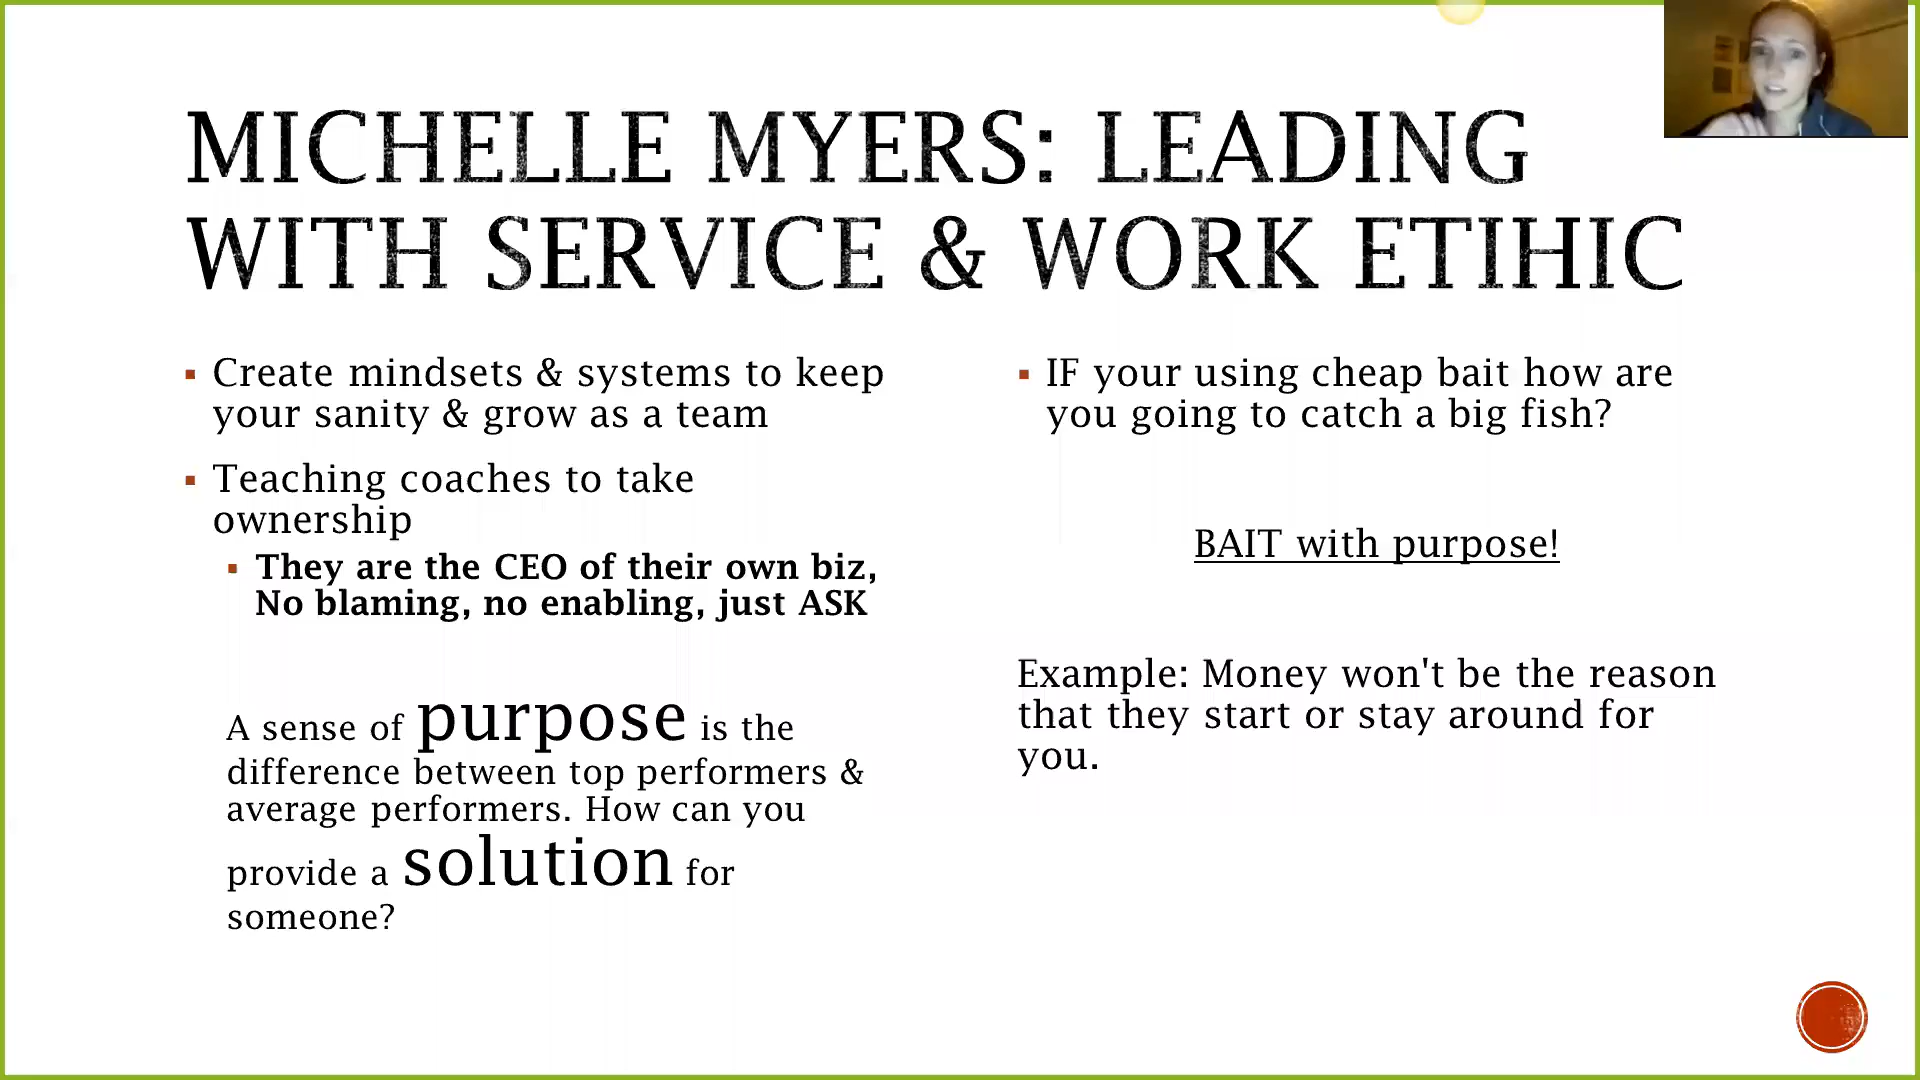 MICHELLE MYERS: LEADING
WITH SERVICE & WORK ETIHIC
Create mindsets & systems to keep
your sanity & grow as a team
Teaching coaches to take
ownership
They are the CEO of their own biz,
No blaming, no enabling, just ASK
A sense of purpose is the
difference between top performers &
average performers. How can you
provide a solution for
someone?
IF your using cheap bait how are
you going to catch a big fish?
BAIT with purpose!
Example: Money won't be the reason
that they start or stay around for
you.